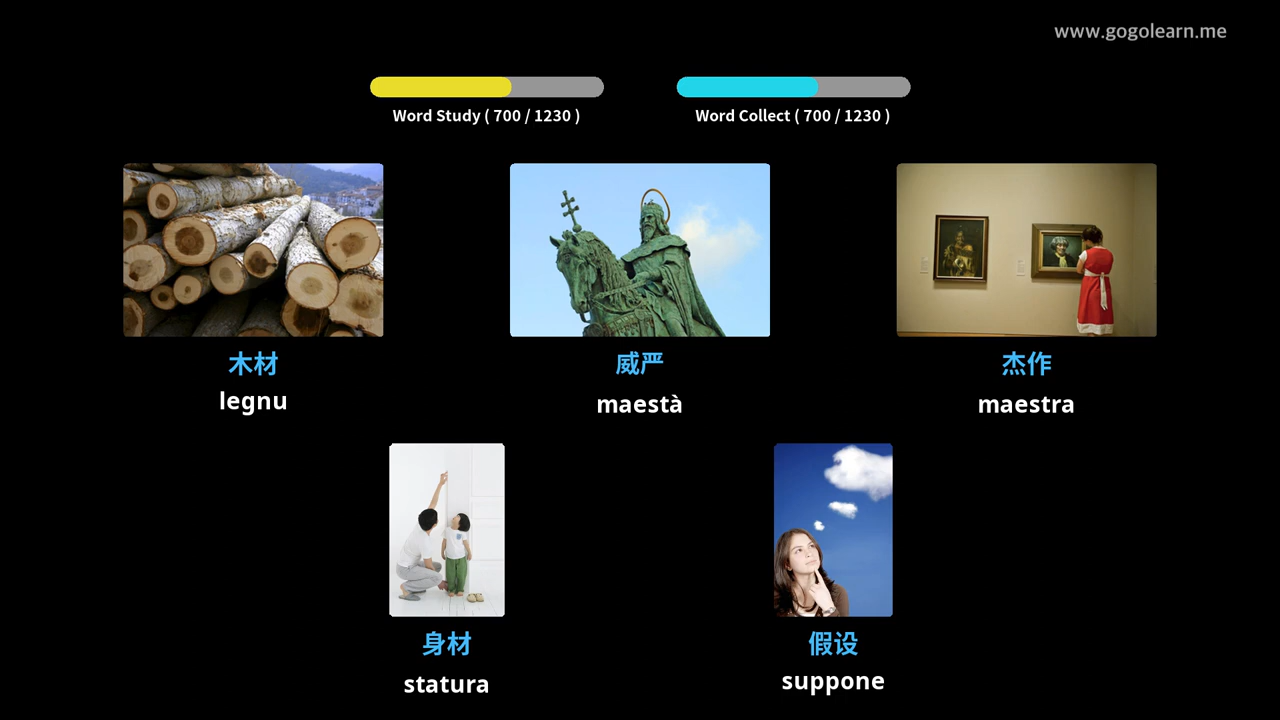 www.gogolearn.me
Word Study ( 700 / 1230 )
Word Collect ( 700 / 1230 )
木材
legnu
威严
maestà
杰作
maestra
身材
statura
假设
suppone